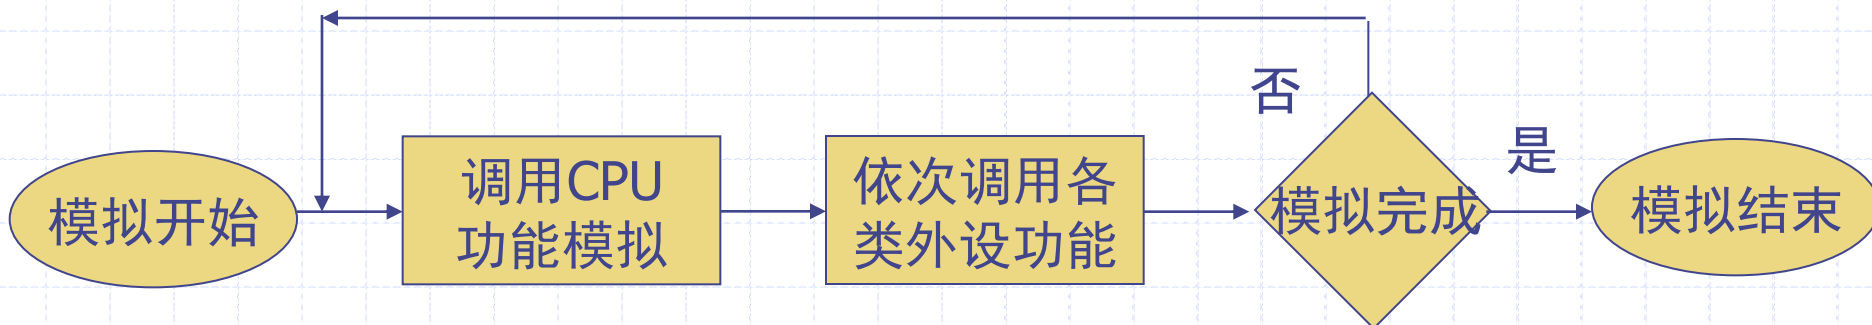 否
是
模拟开始
调用CPU
功能模拟
依次调用各
类外设功能
模拟完成
模拟结束